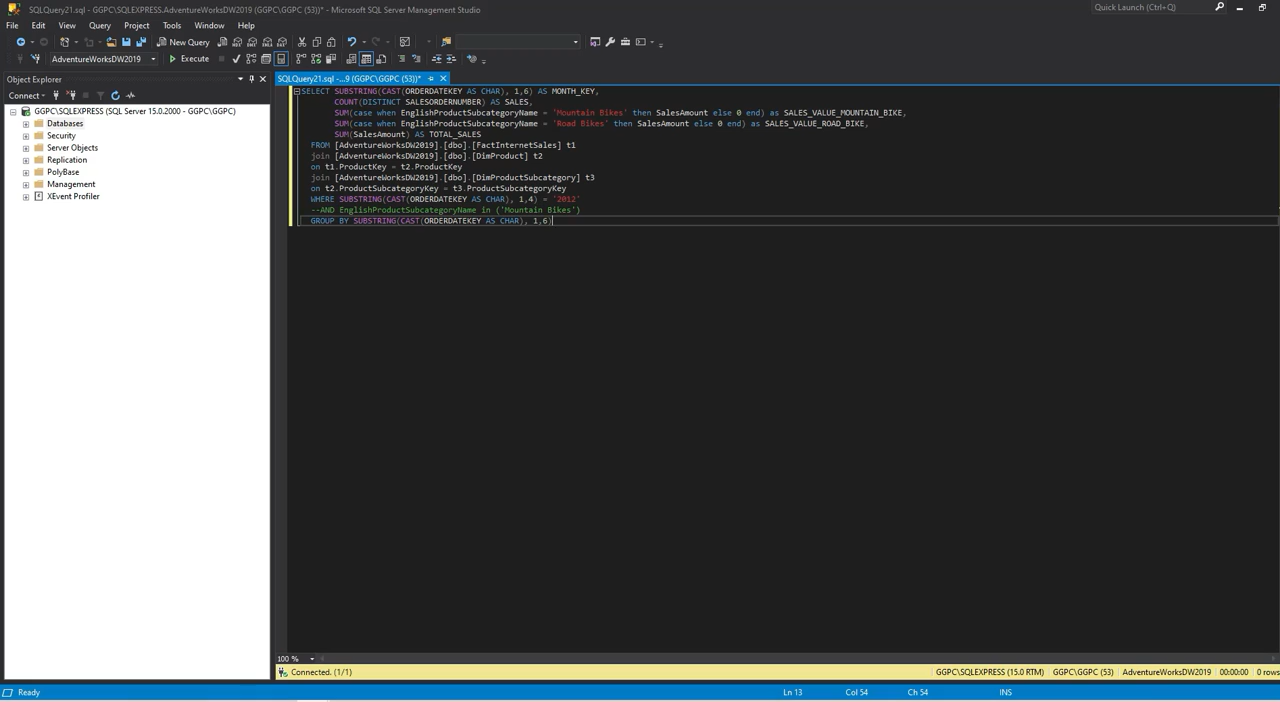 SQLQuery21.sql - GGPC\SQLEXPRESS.AdventureWorksDW2019 (GGPC\GGPC (53))* - Microsoft SQL Server Management Studio
Quick Launch (Ctrl+Q)
File Edit View Query Project Tools Window Help
New Query
AdventureWorksDW2019
Execute
Object Explorer
SQLQuery21.sql -...9 (GGPC\GGPC (53))*
Connect
GGPC\SQLEXPRESS (SQL Server 15.0.2000 - GGPC\GGPC)
Databases
Security
Server Objects
Replication
PolyBase
Management
XEvent Profiler
SELECT SUBSTRING(CAST(ORDERDATEKEY AS CHAR), 1,6) AS MONTH_KEY,
COUNT(DISTINCT SALESORDERNUMBER) AS SALES,
SUM(case when EnglishProductSubcategoryName = 'Mountain Bikes' then SalesAmount else 0 end) as SALES_VALUE_MOUNTAIN_BIKE,
SUM(case when EnglishProductSubcategoryName = 'Road Bikes' then SalesAmount else 0 end) as SALES_VALUE_ROAD_BIKE,
SUM(SalesAmount) AS TOTAL_SALES
FROM [AdventureWorksDW2019].[dbo].[FactInternetSales] t1
join [AdventureWorksDW2019].[dbo].[DimProduct] t2
on t1.ProductKey = t2.ProductKey
join [AdventureWorksDW2019].[dbo].[DimProductSubcategory] t3
on t2.ProductSubcategoryKey = t3.ProductSubcategoryKey
WHERE SUBSTRING(CAST(ORDERDATEKEY AS CHAR), 1,4) = '2012'
--AND EnglishProductSubcategoryName in ('Mountain Bikes')
GROUP BY SUBSTRING(CAST(ORDERDATEKEY AS CHAR), 1,6)
100 %
Connected. (1/1)
GGPC\SQLEXPRESS (15.0 RTM) GGPC\GGPC (53) AdventureWorksDW2019 00:00:00 0 rows
Ready
Ln 13 Col 54 Ch 54 INS